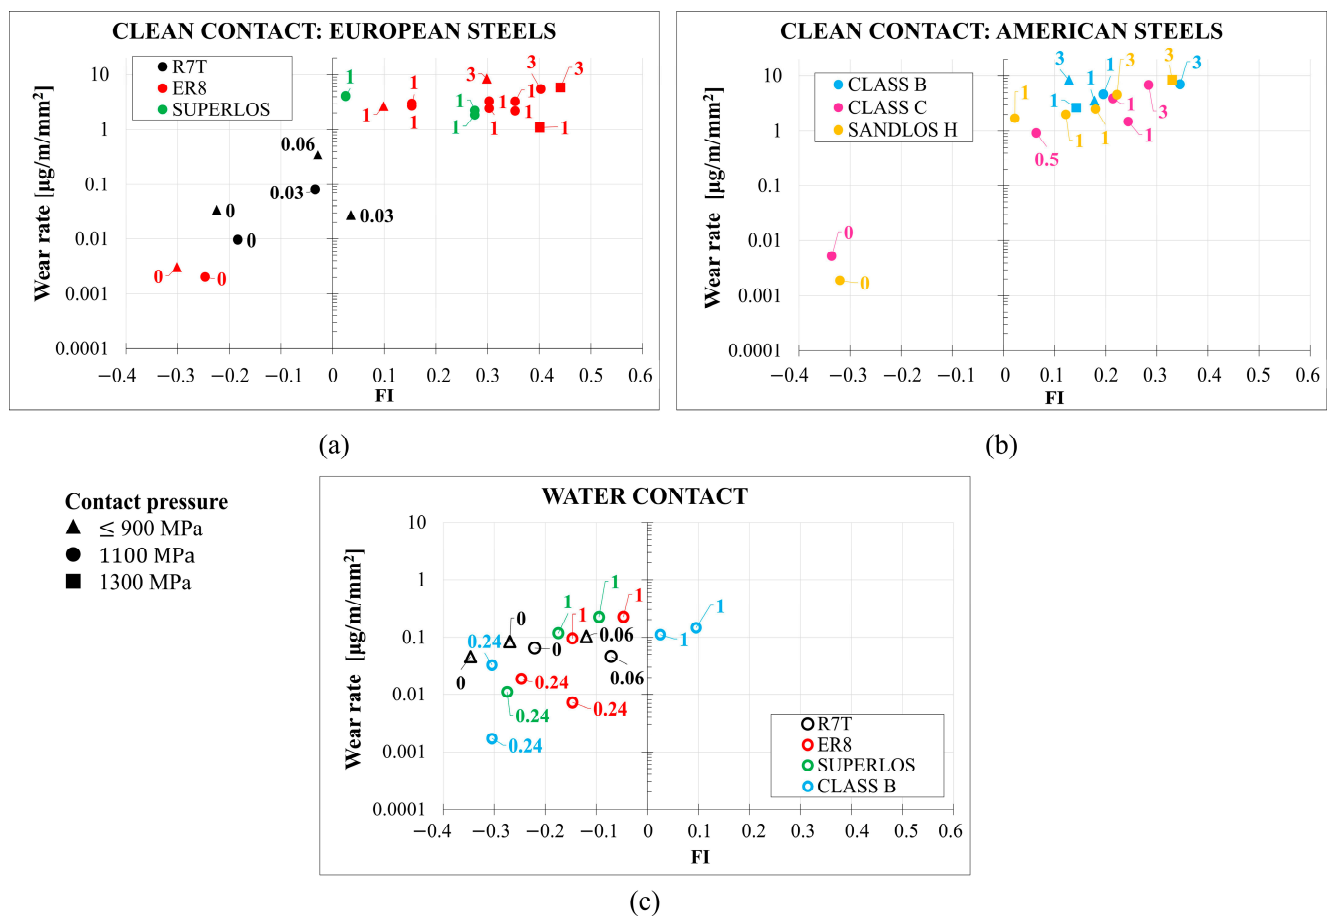 CLEAN CONTACT: EUROPEAN STEELS
R7T
ER8
SUPERLOS
Wear rate [µg/m/mm²]
10
1
0.1
0.01
0.001
0.0001
1
3
3
3
1
1
1
1
1
1
1
1
1
0.06
0.03
0
0
0.03
0
0
−0.4 −0.3 −0.2 −0.1 0 0.1 0.2 0.3 0.4 0.5 0.6
FI
(a)
CLEAN CONTACT: AMERICAN STEELS
CLASS B
CLASS C
SANDLOS H
Wear rate [µg/m/mm²]
10
1
0.1
0.01
0.001
0.0001
3
1
3
3
3
1
1
1
1
3
1
1
1
0.5
0
0
−0.4 −0.3 −0.2 −0.1 0 0.1 0.2 0.3 0.4 0.5 0.6
FI
(b)
Contact pressure
≤ 900 MPa
1100 MPa
1300 MPa
WATER CONTACT
Wear rate [µg/m/mm²]
10
1
0.1
0.01
0.001
0.0001
1
1
1
1
1
1
0
0.06
0.24
0
0
0.06
0.24
0.24
0.24
0.24
R7T
ER8
SUPERLOS
CLASS B
−0.4 −0.3 −0.2 −0.1 0 0.1 0.2 0.3 0.4 0.5 0.6
FI
(c)